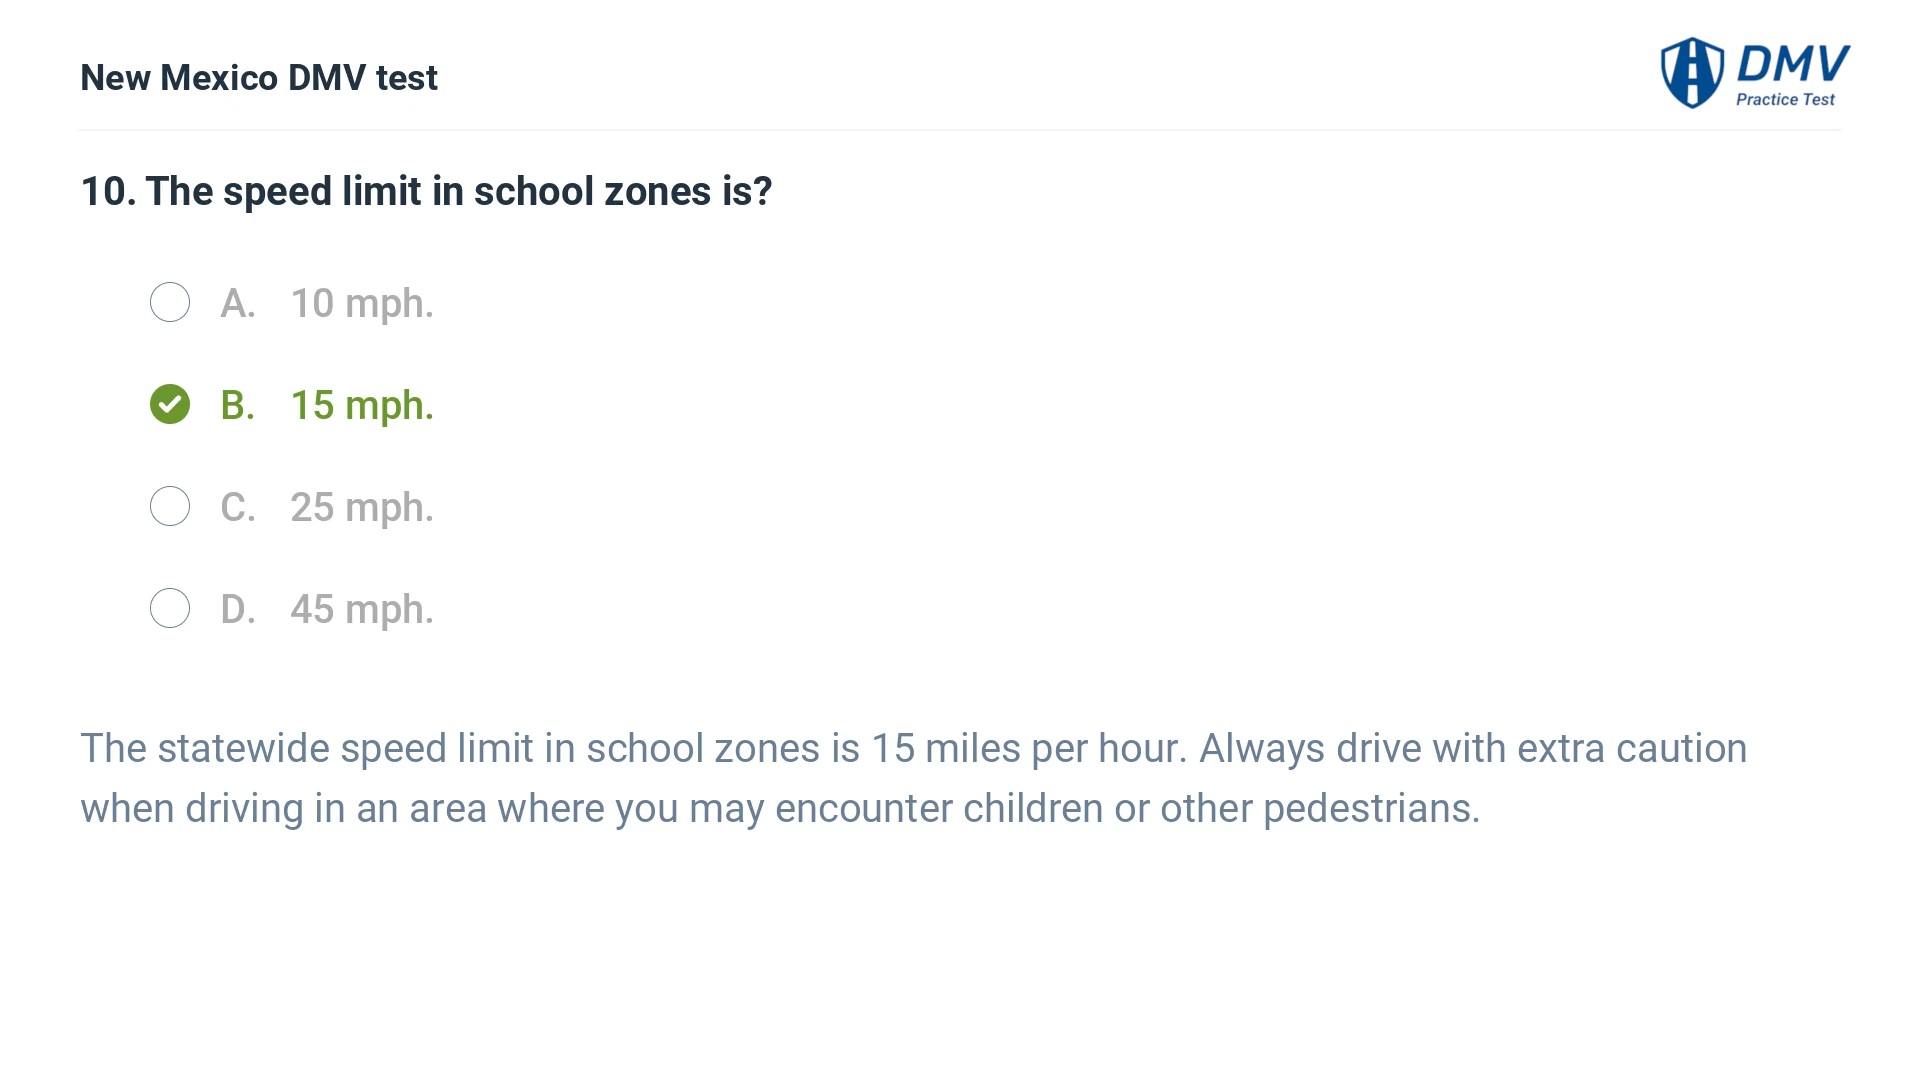 New Mexico DMV test
DMV
Practice Test
10. The speed limit in school zones is?
A. 10 mph.
B. 15 mph.
C. 25 mph.
D. 45 mph.
The statewide speed limit in school zones is 15 miles per hour. Always drive with extra caution
when driving in an area where you may encounter children or other pedestrians.